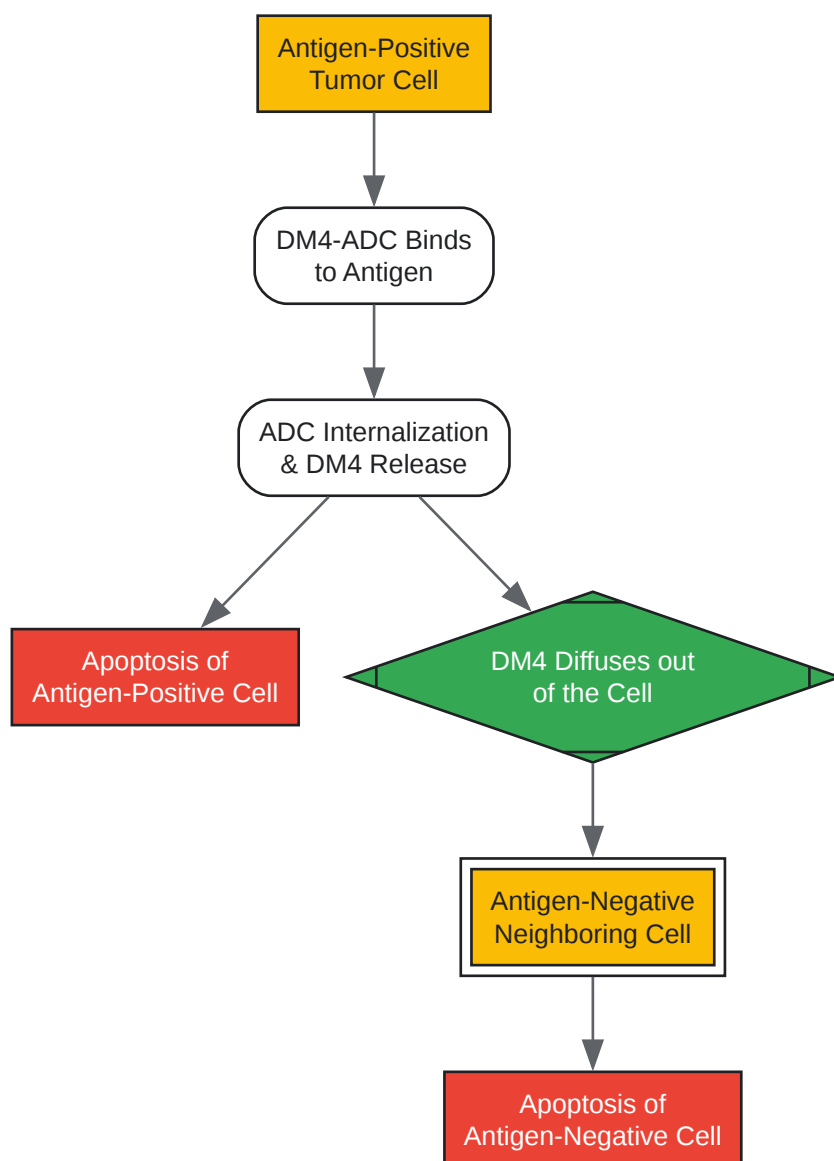 Antigen-Positive
Tumor Cell
DM4-ADC Binds
to Antigen
ADC Internalization
& DM4 Release
Apoptosis of
Antigen-Positive Cell
DM4 Diffuses out
of the Cell
Antigen-Negative
Neighboring Cell
Apoptosis of
Antigen-Negative Cell